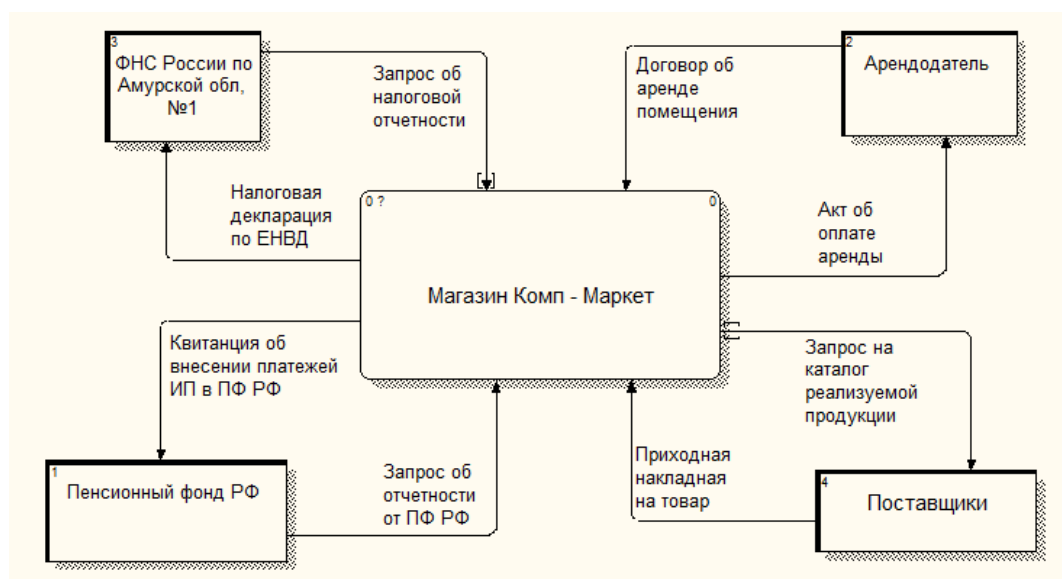 3
ФНС России по
Амурской обл,
№1
Запрос об
налоговой
отчетности
Договор об
аренде
помещения
2
Арендодатель
Налоговая
декларация
по ЕНВД
0 ?
0
Магазин Комп - Маркет
Акт об
оплате
аренды
Квитанция об
внесении платежей
ИП в ПФ РФ
Запрос на
каталог
реализуемой
продукции
1
Пенсионный фонд РФ
Запрос об
отчетности
от ПФ РФ
Приходная
накладная
на товар
4
Поставщики